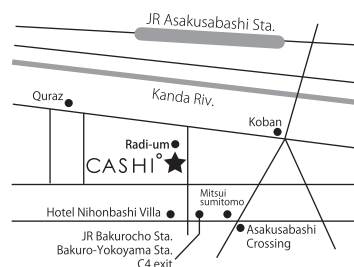 JR Asakusabashi Sta.
Kanda Riv.
Quraz
Koban
Radi-um
CASHI°
Mitsui
sumitomo
Hotel Nihonbashi Villa
JR Bakurocho Sta.
Bakuro-Yokoyama Sta.
C4 exit
Asakusabashi
Crossing